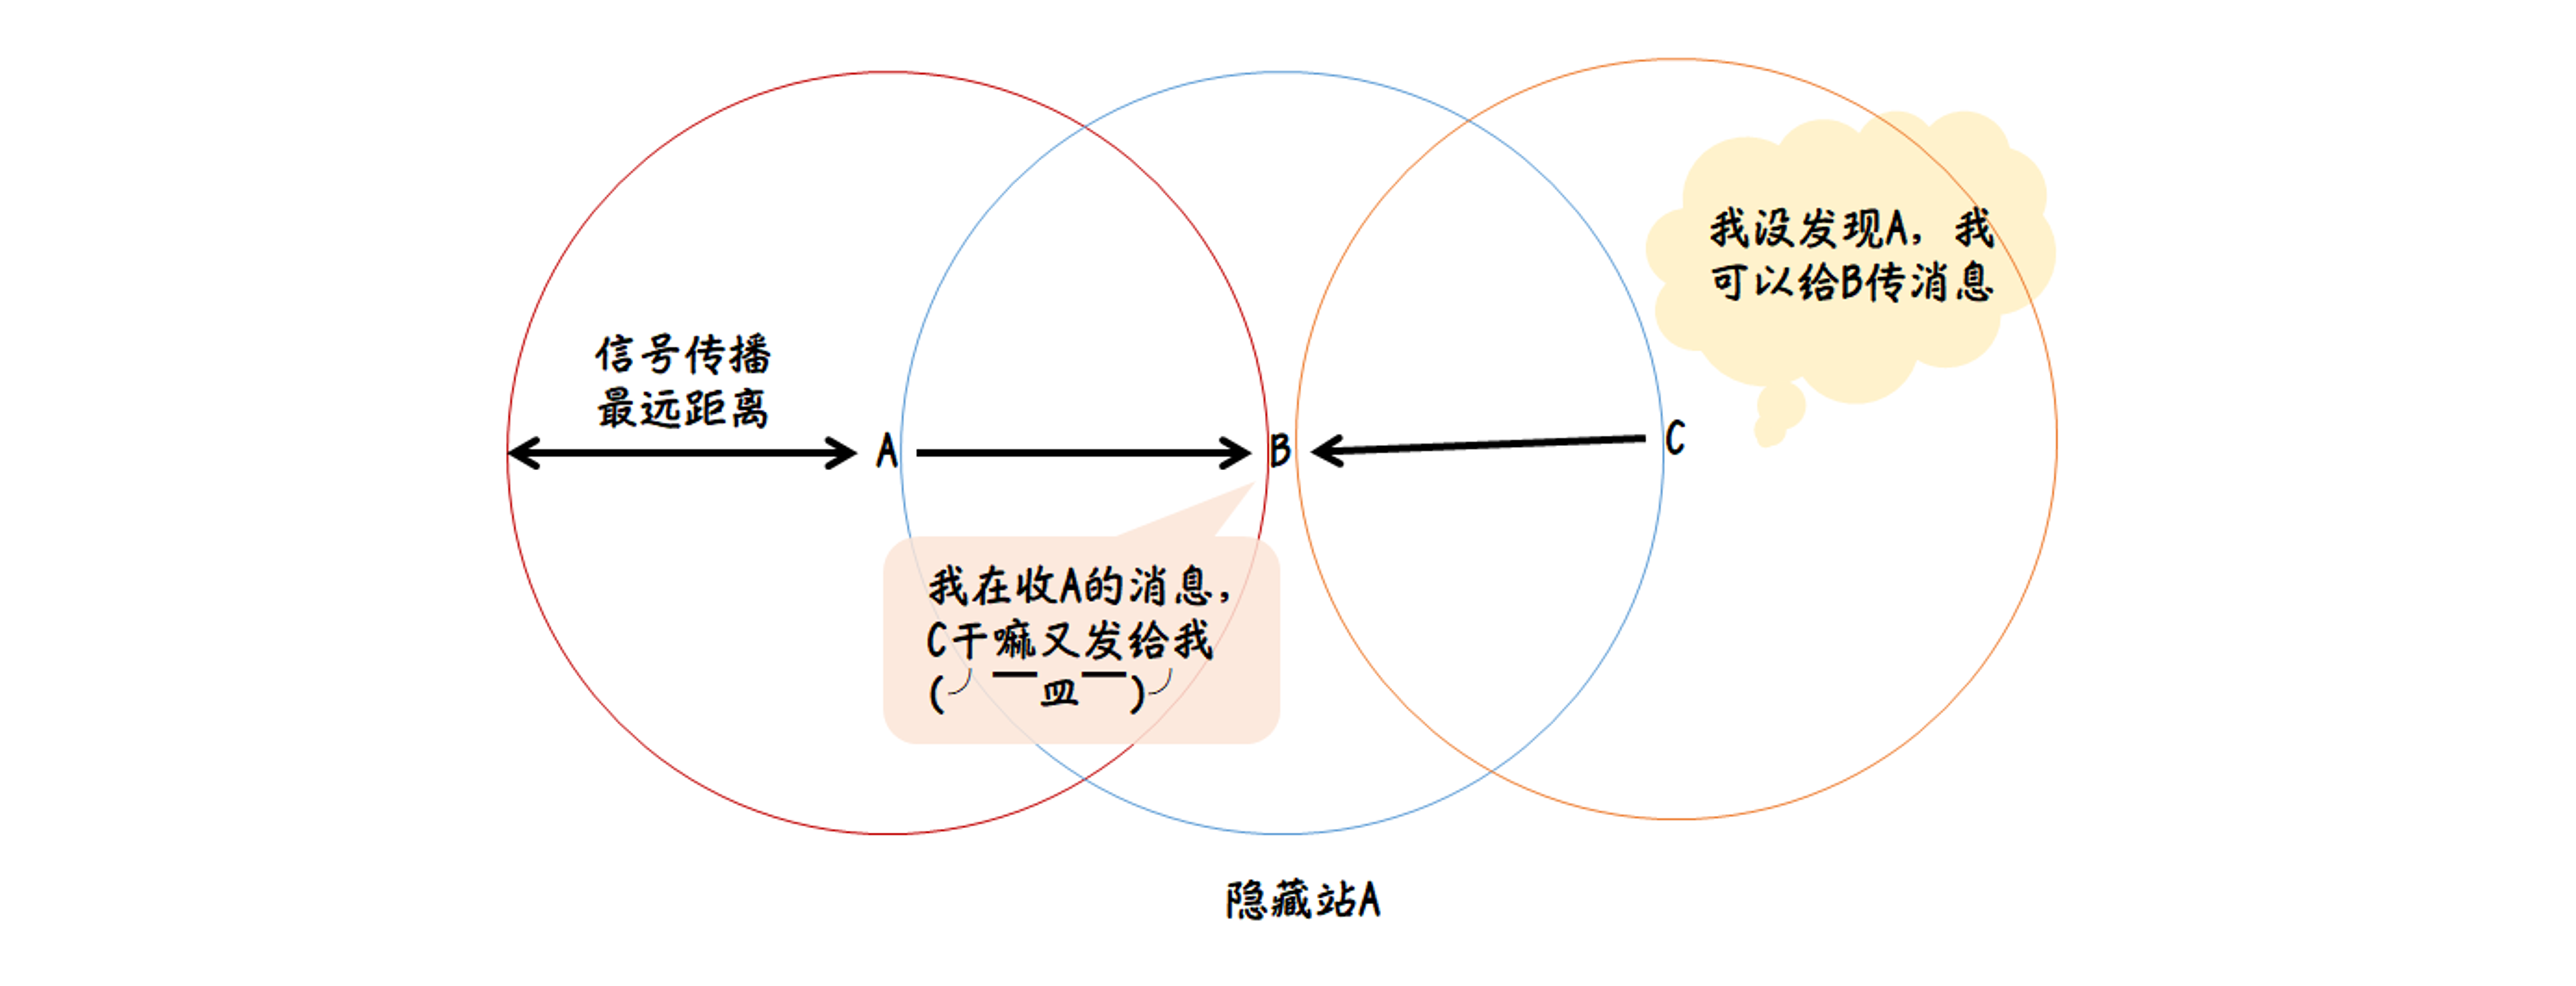 我没发现A，我
可以给B传消息
信号传播
最远距离
A
B
C
我在收A的消息，
C干嘛又发给我
(╯￣皿￣)╯
隐藏站A